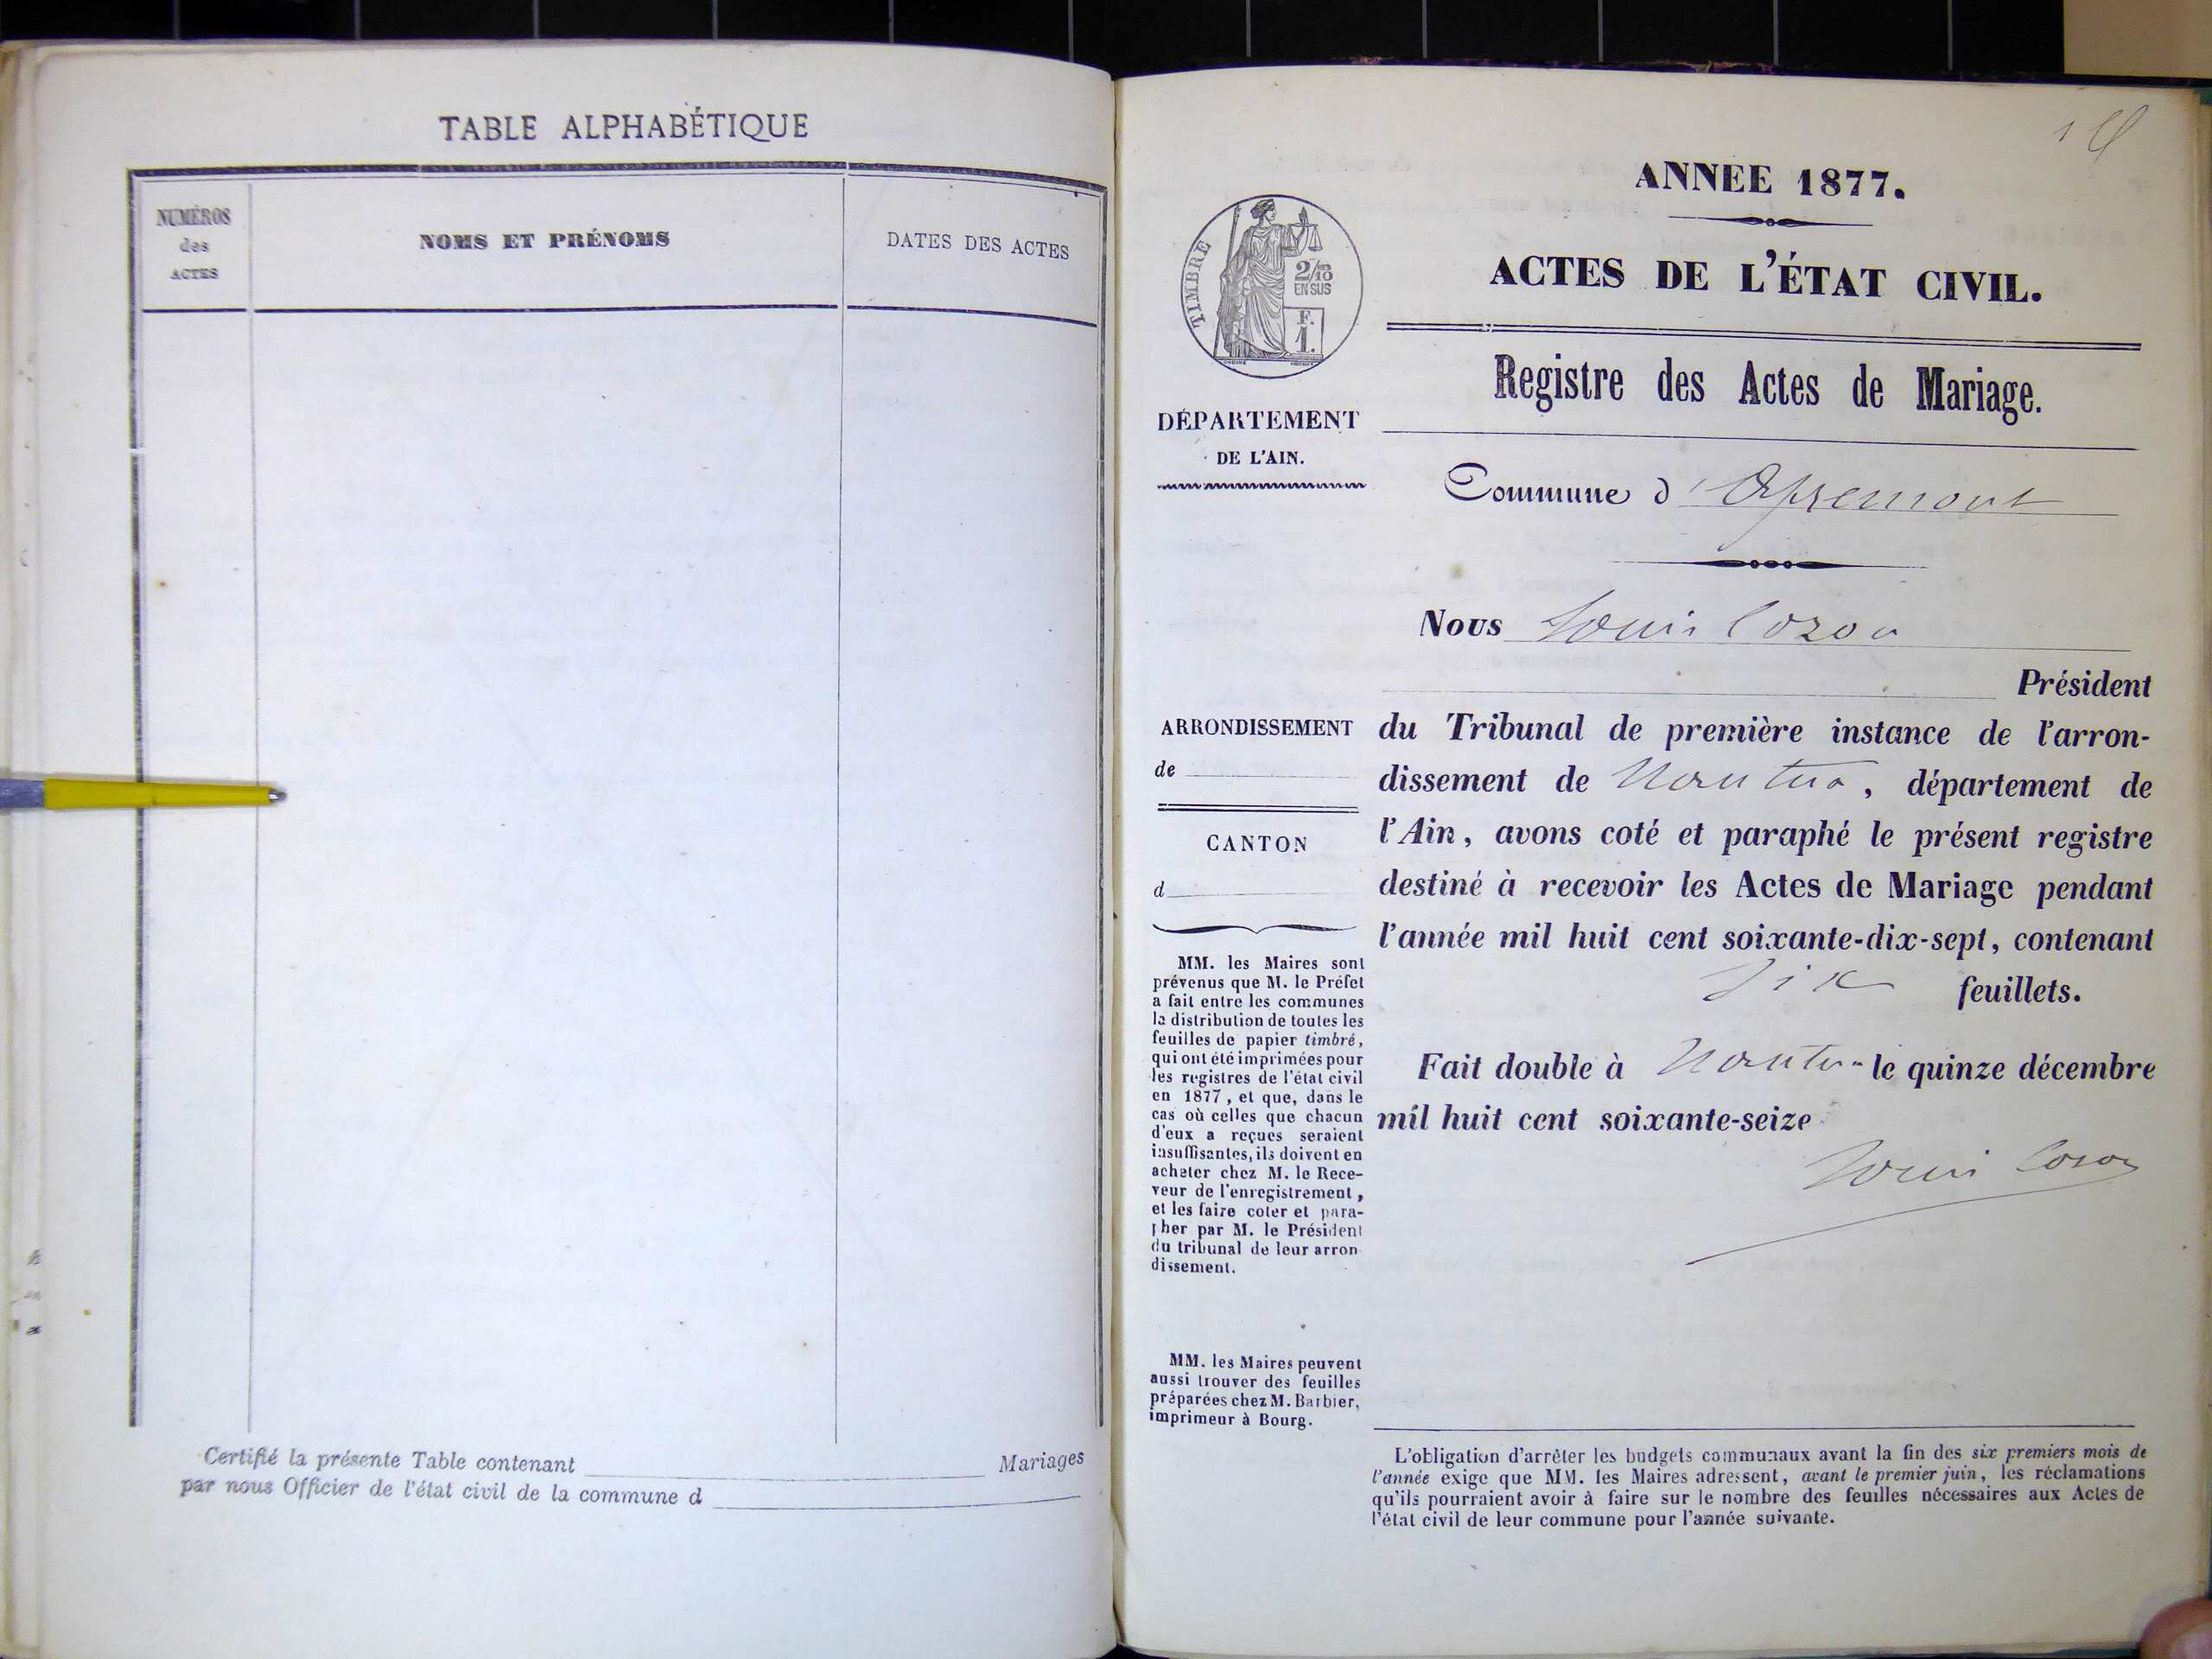 TABLE ALPHABÉTIQUE
NUMÉROS
des
ACTES
NOMS ET PRÉNOMS
DATES DES ACTES
Certifié la présente Table contenant Mariages
par nous Officier de l'état civil de la commune d
ANNEE 1877.
ACTES DE L'ÉTAT CIVIL.
Registre des Actes de Mariage.
TIMBRE
2/10
EN SUS
F.
1.
DÉPARTEMENT
DE L'AIN.
Commune d'Apremont
Nous Louis Cozon
Président
du Tribunal de première instance de l'arron-
dissement de Nantua, département de
l'Ain, avons coté et paraphé le présent registre
destiné à recevoir les Actes de Mariage pendant
l'année mil huit cent soixante-dix-sept, contenant
six feuillets.
Fait double à Nantua le quinze décembre
mil huit cent soixante-seize
Louis Cozon
ARRONDISSEMENT
de
CANTON
d
MM. les Maires sont
prévenus que M. le Préfet
a fait entre les communes
la distribution de toutes les
feuilles de papier timbré,
qui ont été imprimées pour
les registres de l'état civil
en 1877, et que, dans le
cas où celles que chacun
d'eux a reçues seraient
insuffisantes, ils doivent en
acheter chez M. le Rece-
veur de l'enregistrement,
et les faire coter et para-
pher par M. le Président
du tribunal de leur arron
dissement.
MM. les Maires peuvent
aussi trouver des feuilles
préparées chez M. Barbier,
imprimeur à Bourg.
L'obligation d'arrêter les budgets communaux avant la fin des six premiers mois de
l'année exige que MM. les Maires adressent, avant le premier juin, les réclamations
qu'ils pourraient avoir à faire sur le nombre des feuilles nécessaires aux Actes de
l'état civil de leur commune pour l'année suivante.